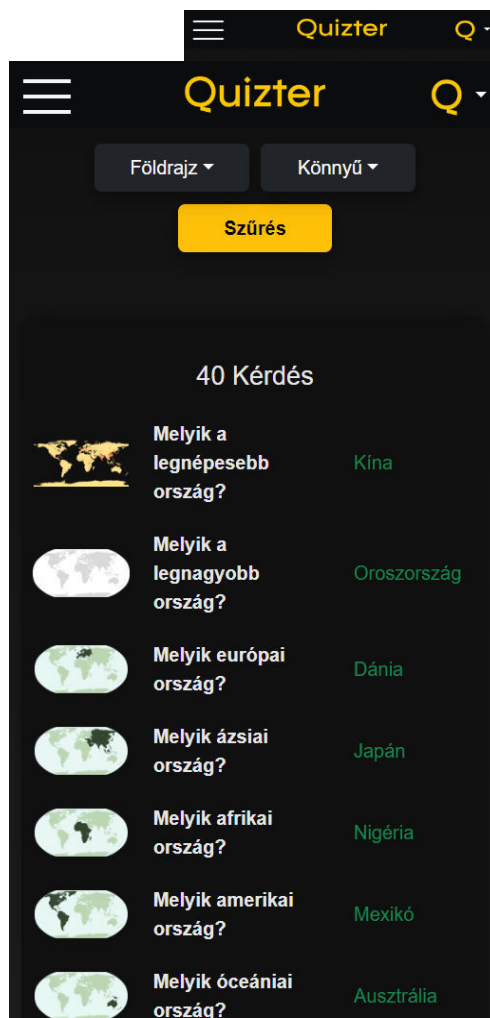 Quizter Q
Quizter Q
Földrajz Könnyű
Szűrés
40 Kérdés
Melyik a
legnépesebb
ország?
Kína
Melyik a
legnagyobb
ország?
Oroszország
Melyik európai
ország?
Dánia
Melyik ázsiai
ország?
Japán
Melyik afrikai
ország?
Nigéria
Melyik amerikai
ország?
Mexikó
Melyik óceániai
ország?
Ausztrália